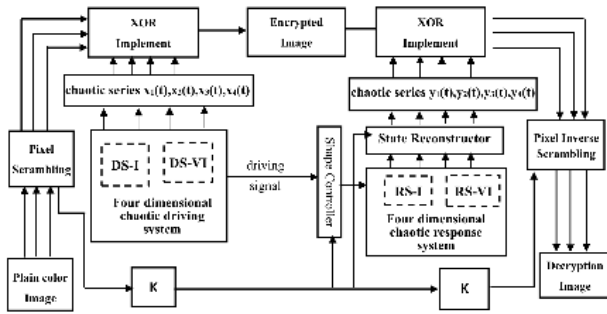 XOR
Implement
Encrypted
Image
XOR
Implement
chaotic series x₁(t),x₂(t),x₃(t),x₄(t)
chaotic series y₁(t),y₂(t),y₃(t),y₄(t)
Pixel
Scrambling
DS-I
DS-VI
Four dimensional
chaotic driving
system
driving
signal
Shape Controller
State Reconstructor
RS-I
RS-VI
Four dimensional
chaotic response
system
Pixel Inverse
Scrambling
Plain color
Image
K
K
Decryption
Image